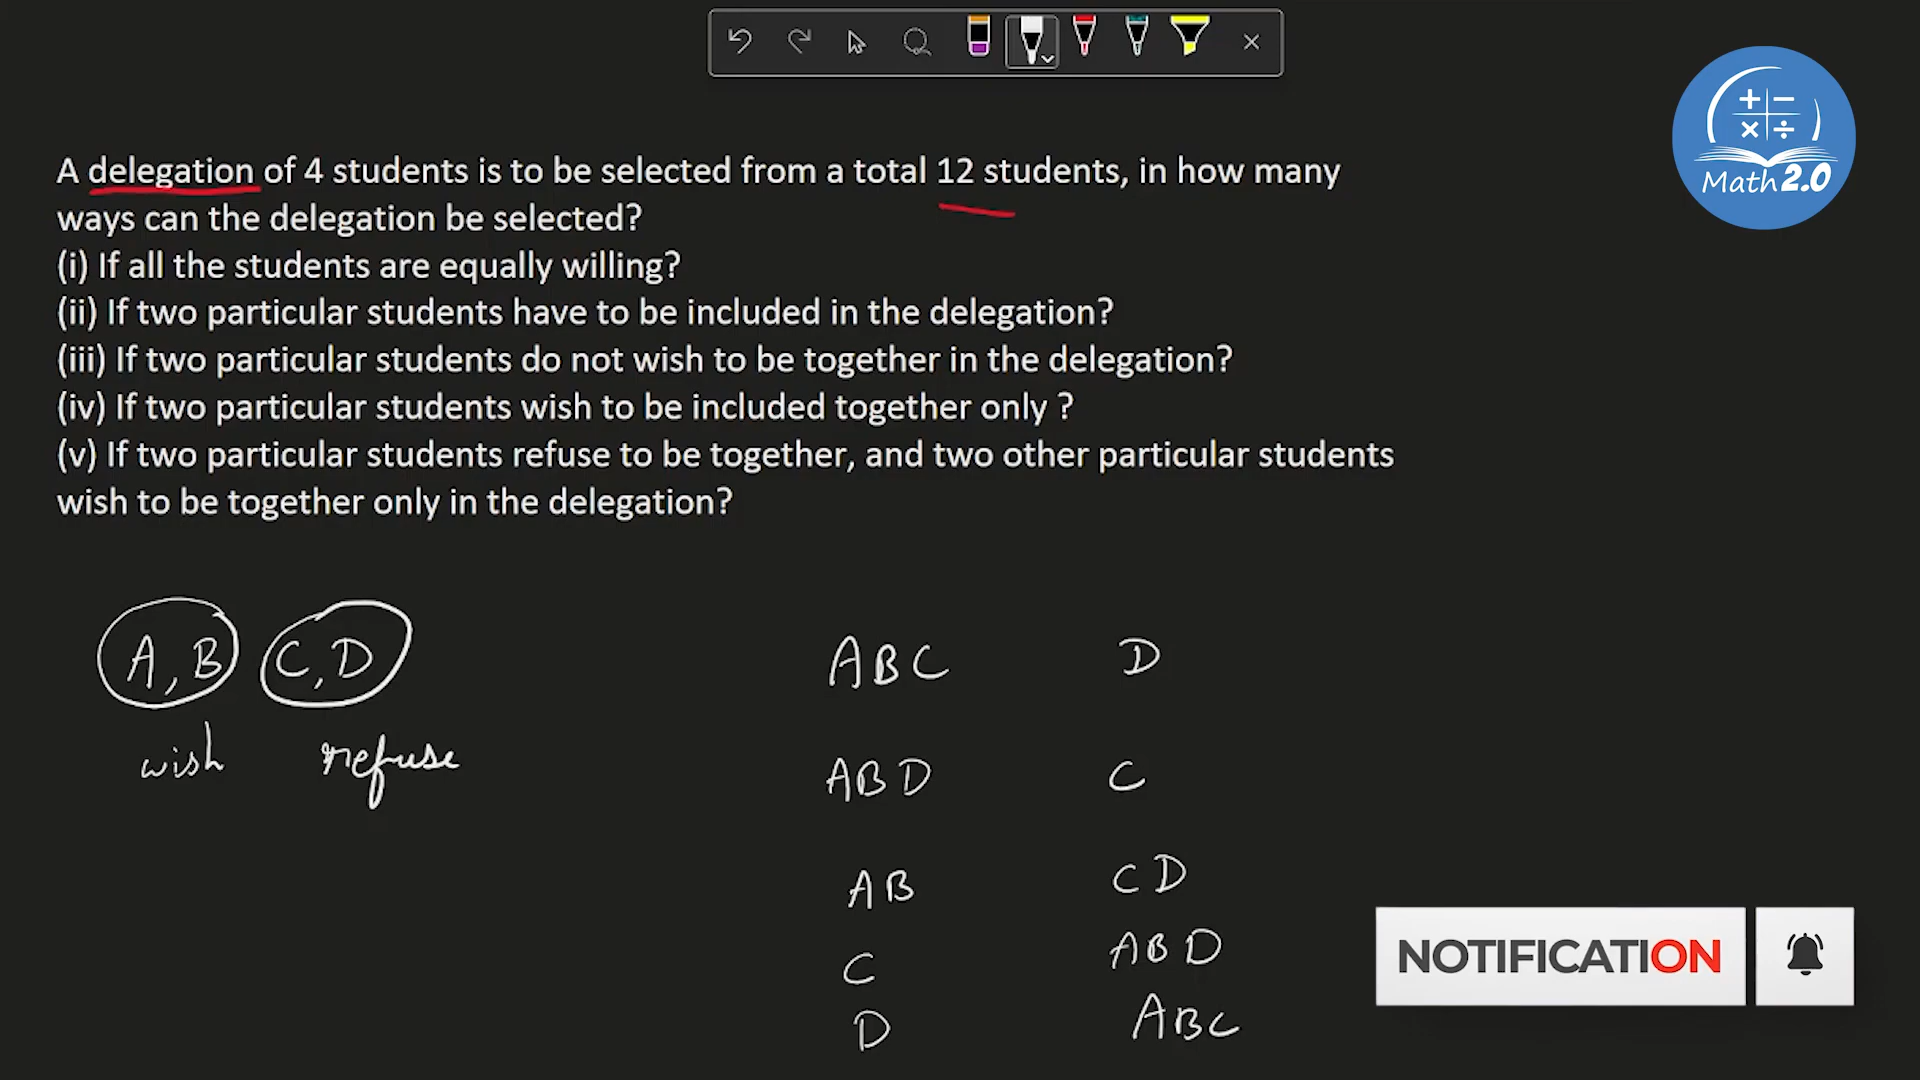 A delegation of 4 students is to be selected from a total 12 students, in how many
ways can the delegation be selected?
(i) If all the students are equally willing?
(ii) If two particular students have to be included in the delegation?
(iii) If two particular students do not wish to be together in the delegation?
(iv) If two particular students wish to be included together only ?
(v) If two particular students refuse to be together, and two other particular students
wish to be together only in the delegation?
+ −
× ÷
Math 2.0
A, B C, D
wish refuse
ABC D
ABD C
AB CD
C ABD
D ABC
NOTIFICATION